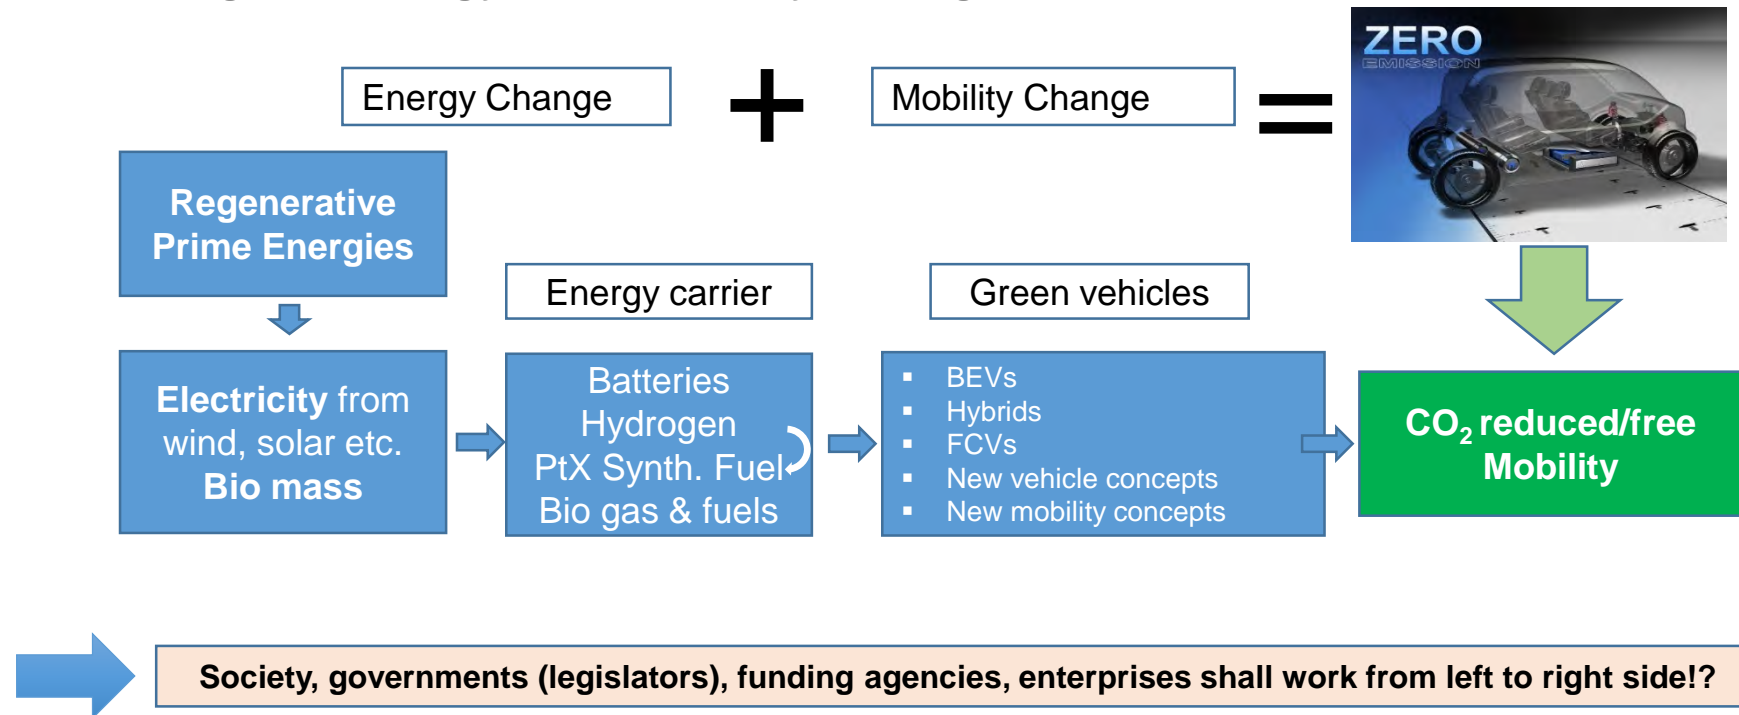 Energy Change
+
Mobility Change
=
ZERO
EMISSION
Regenerative
Prime Energies
Energy carrier
Green vehicles
Electricity from
wind, solar etc.
Bio mass
Batteries
Hydrogen
PtX Synth. Fuel
Bio gas & fuels
▪ BEVs
▪ Hybrids
▪ FCVs
▪ New vehicle concepts
▪ New mobility concepts
CO₂ reduced/free
Mobility
Society, governments (legislators), funding agencies, enterprises shall work from left to right side!?